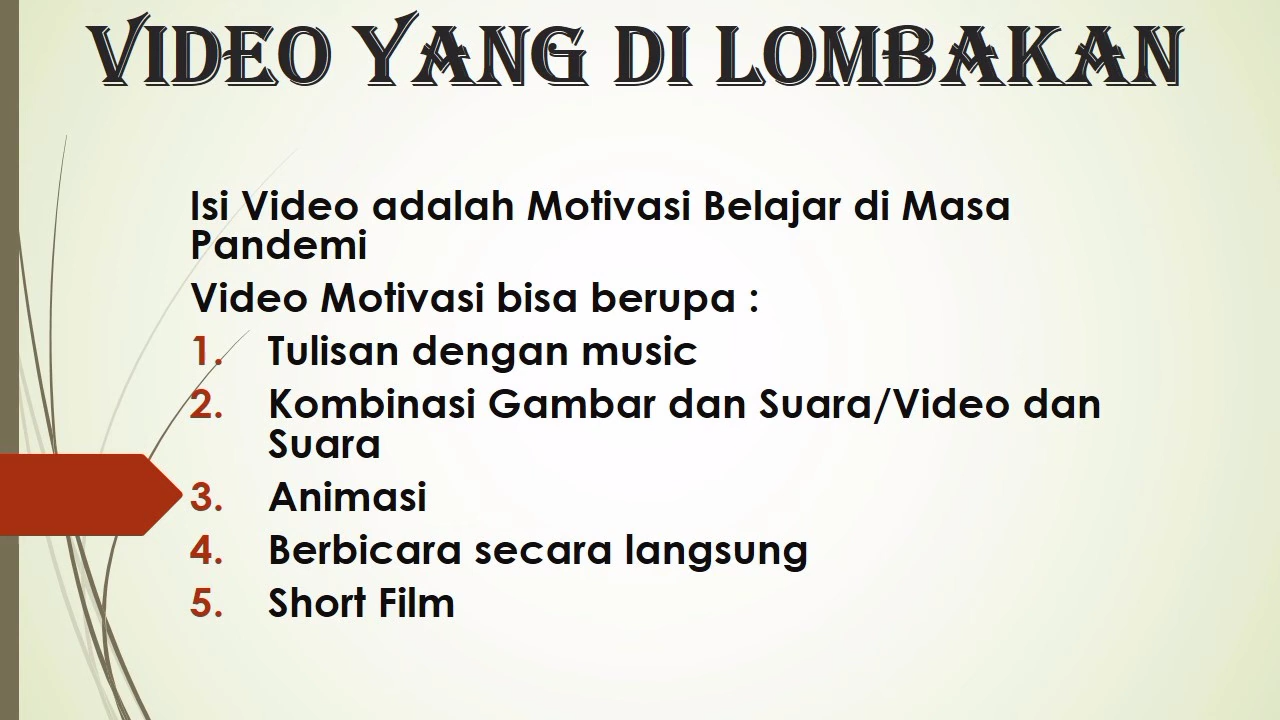 VIDEO YANG DI LOMBAKAN
Isi Video adalah Motivasi Belajar di Masa
Pandemi
Video Motivasi bisa berupa :
1. Tulisan dengan music
2. Kombinasi Gambar dan Suara/Video dan
Suara
3. Animasi
4. Berbicara secara langsung
5. Short Film